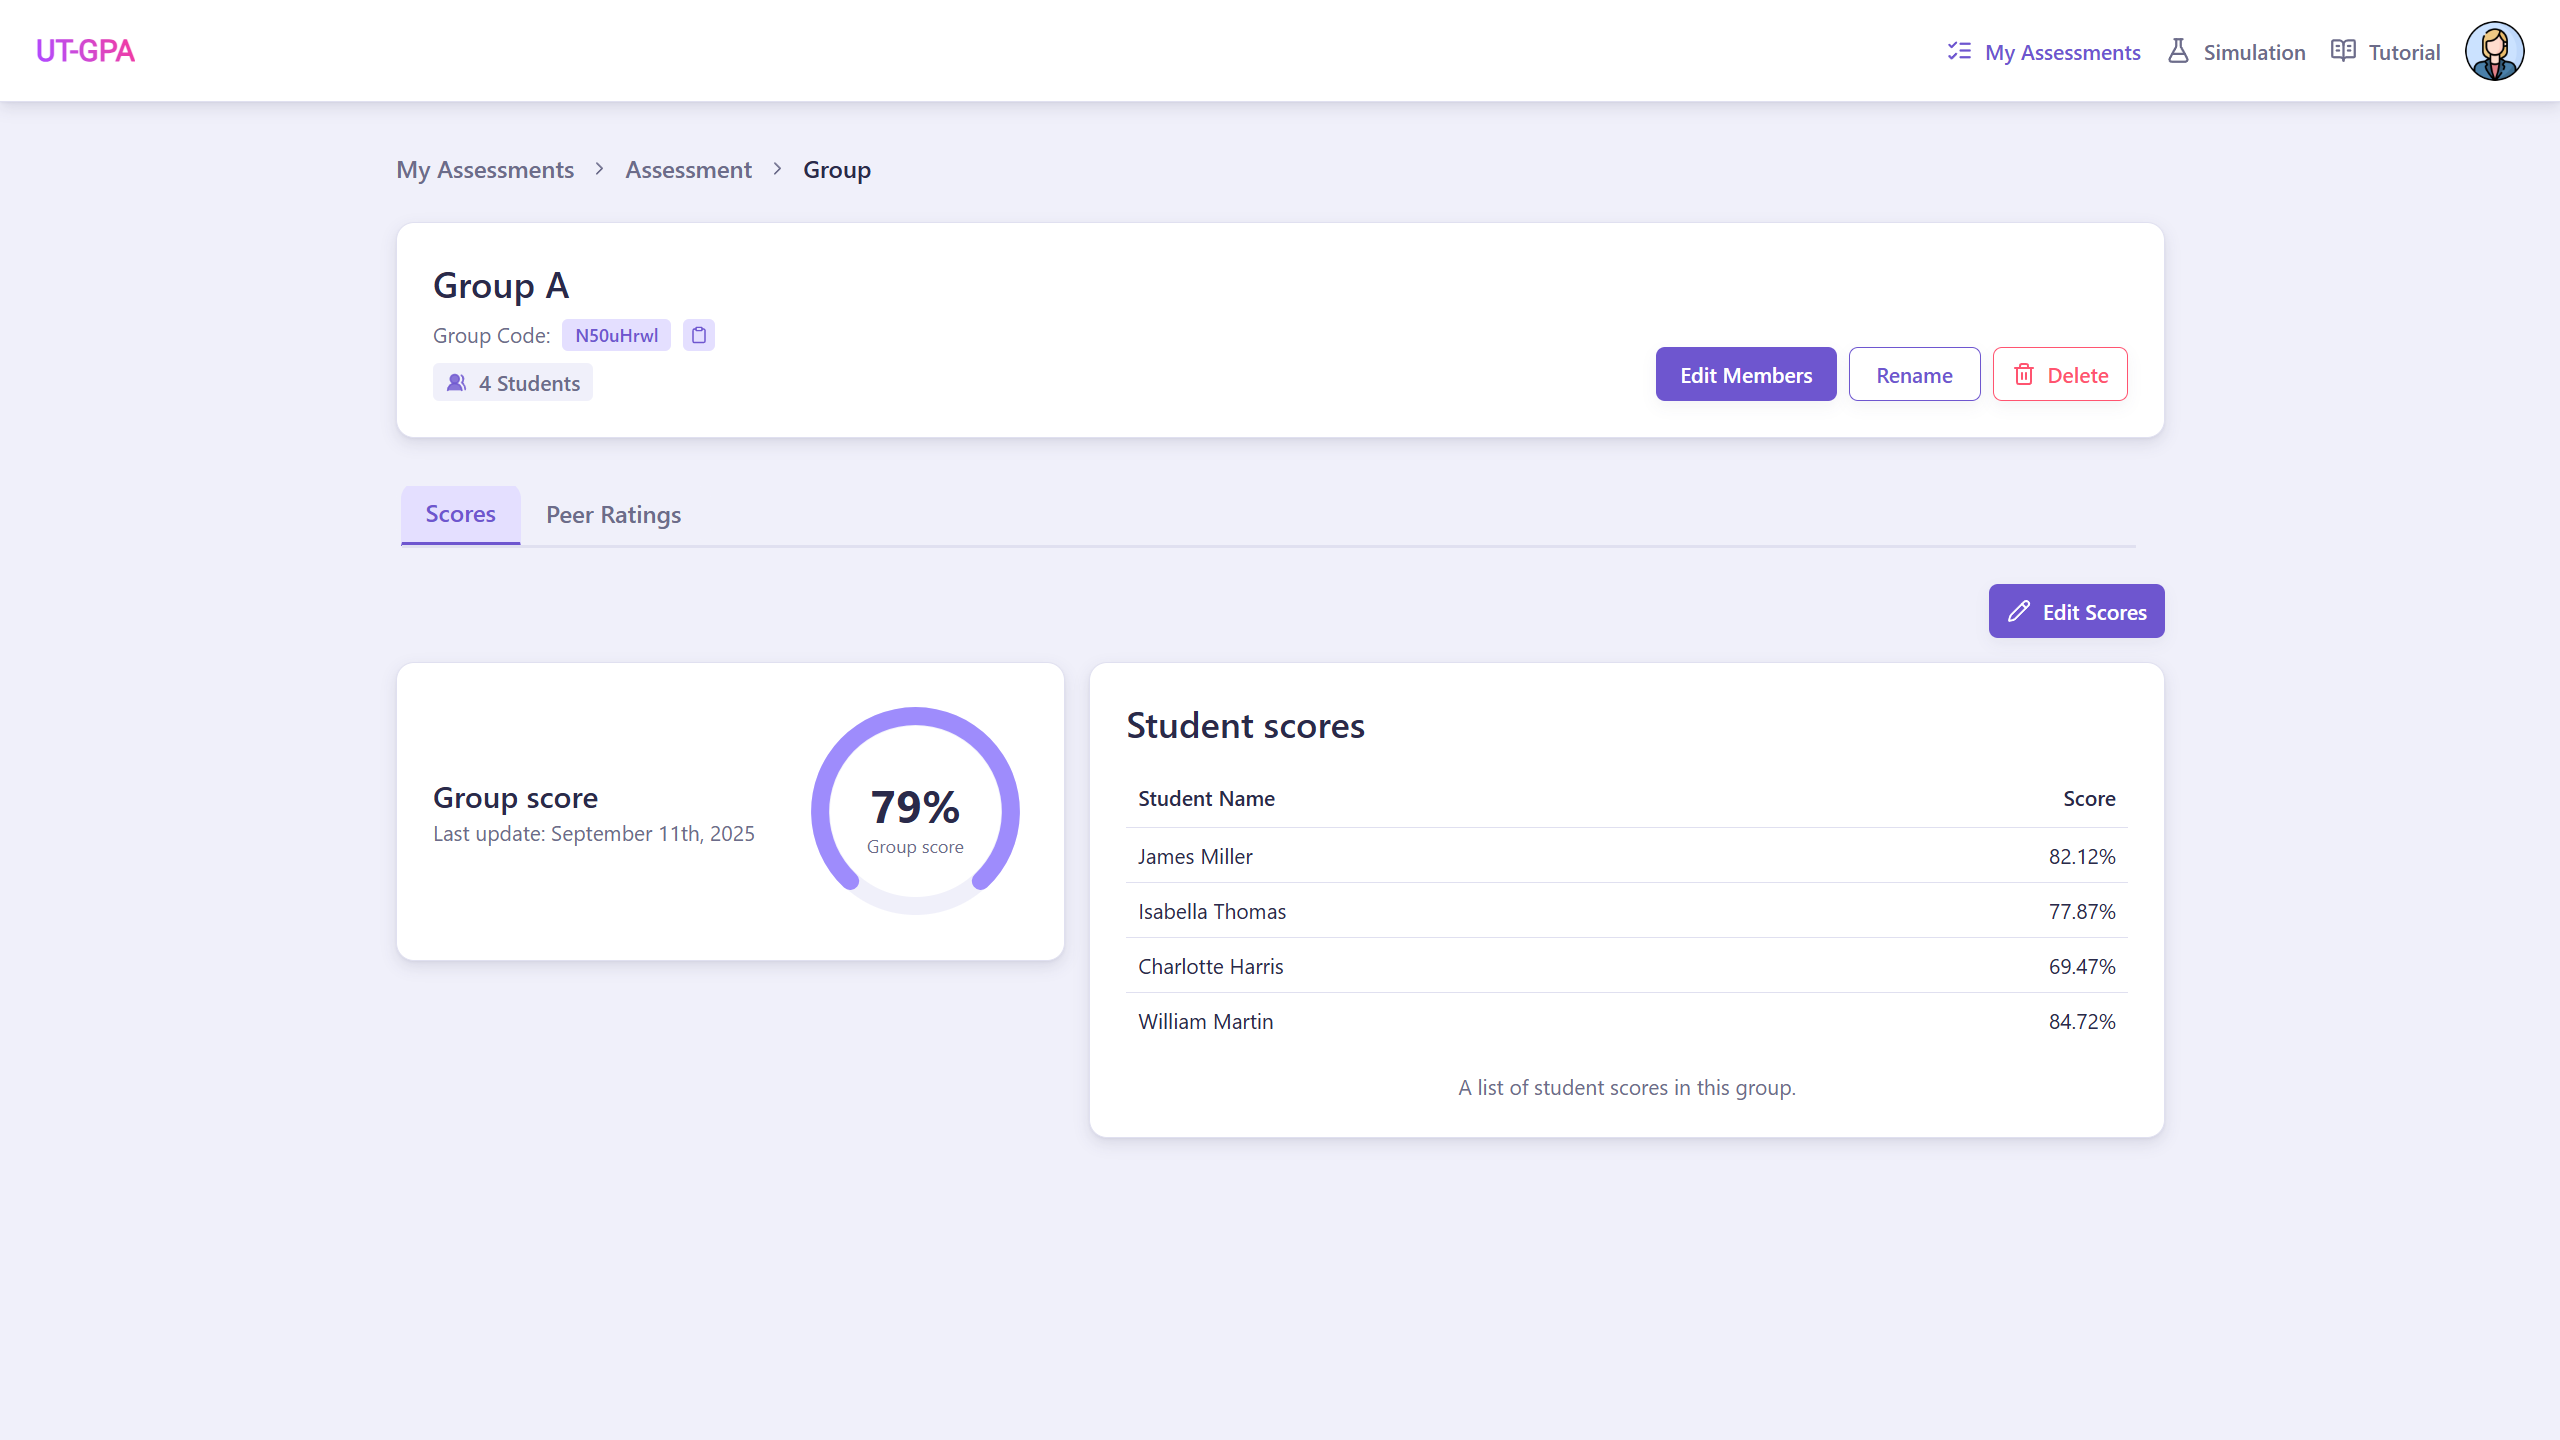 UT-GPA
My Assessments
Simulation
Tutorial
My Assessments
Assessment
Group
Group A
Group Code: N50uHrwl
4 Students
Edit Members
Rename
Delete
Scores
Peer Ratings
Edit Scores
Group score
Last update: September 11th, 2025
79%
Group score
Student scores
Student Name Score
James Miller 82.12%
Isabella Thomas 77.87%
Charlotte Harris 69.47%
William Martin 84.72%
A list of student scores in this group.